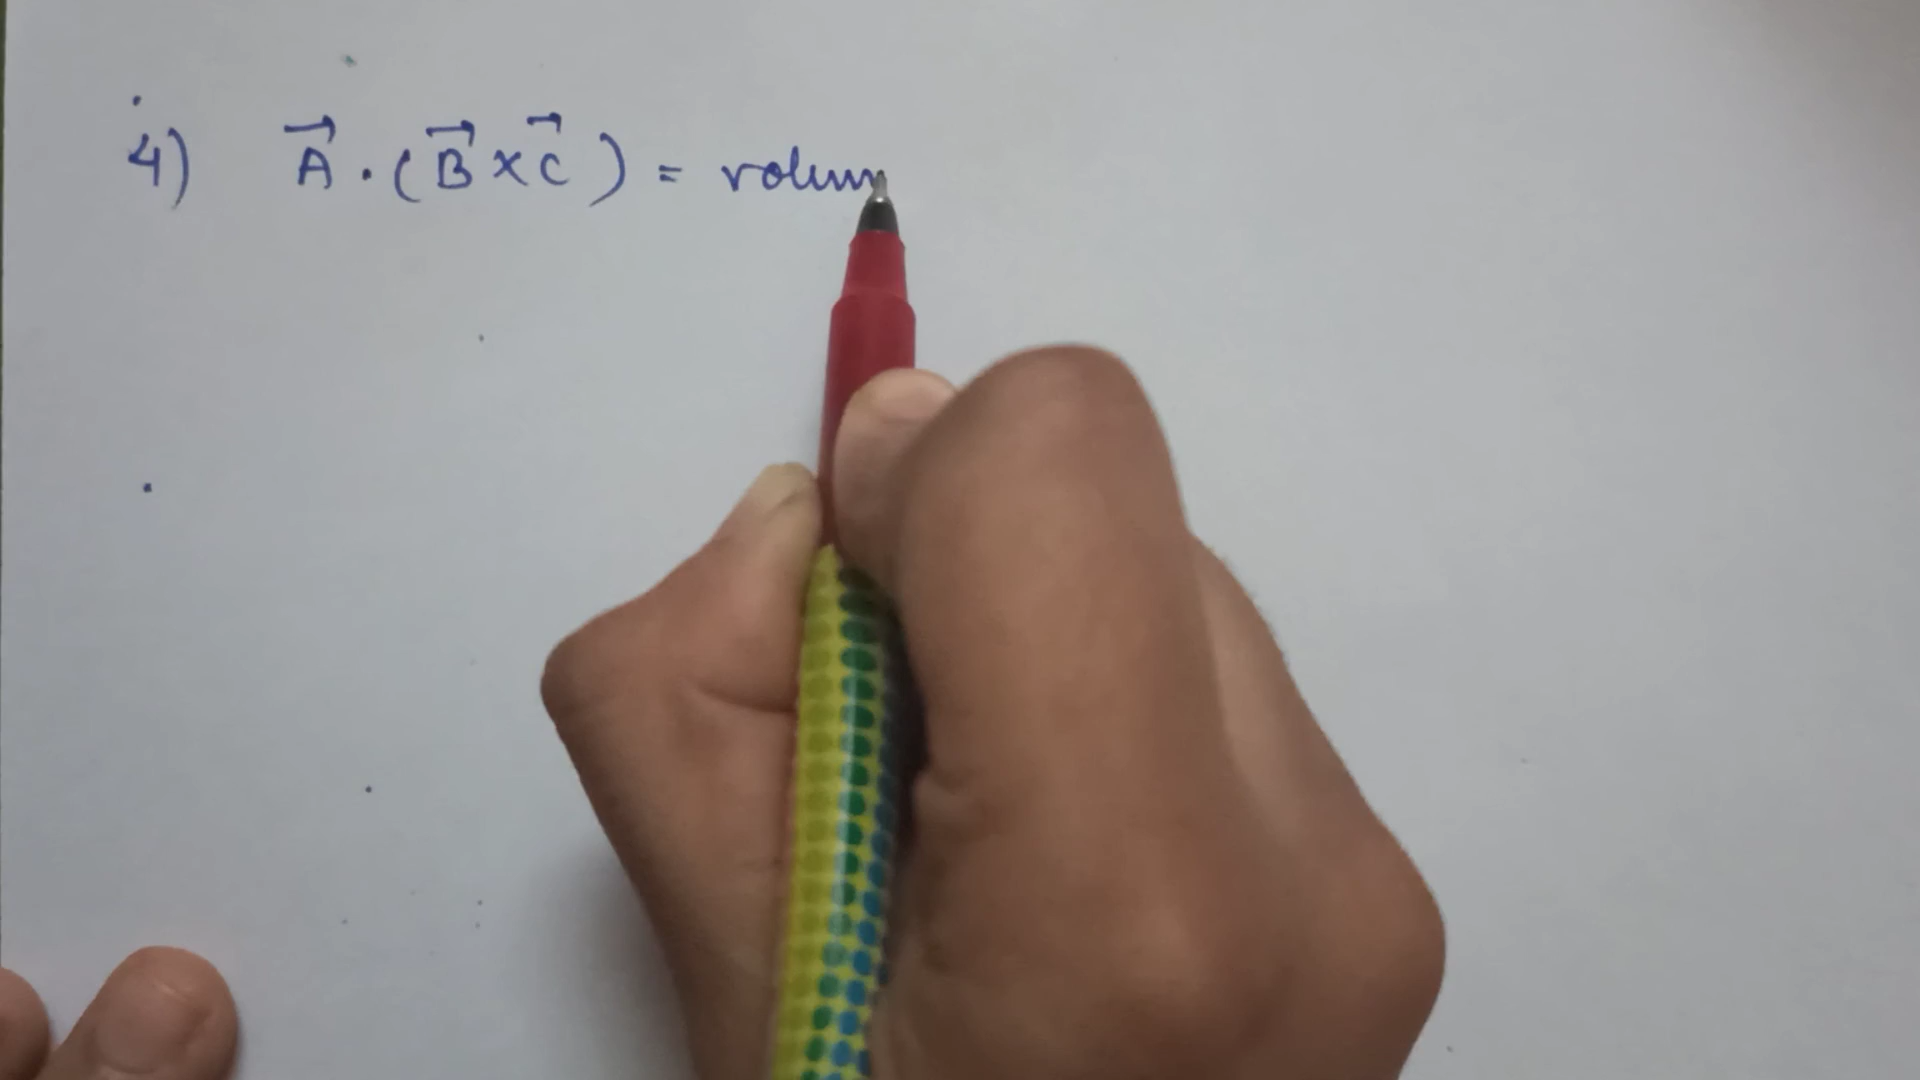 4) A⃗ . ( B⃗ × C⃗ ) = volum